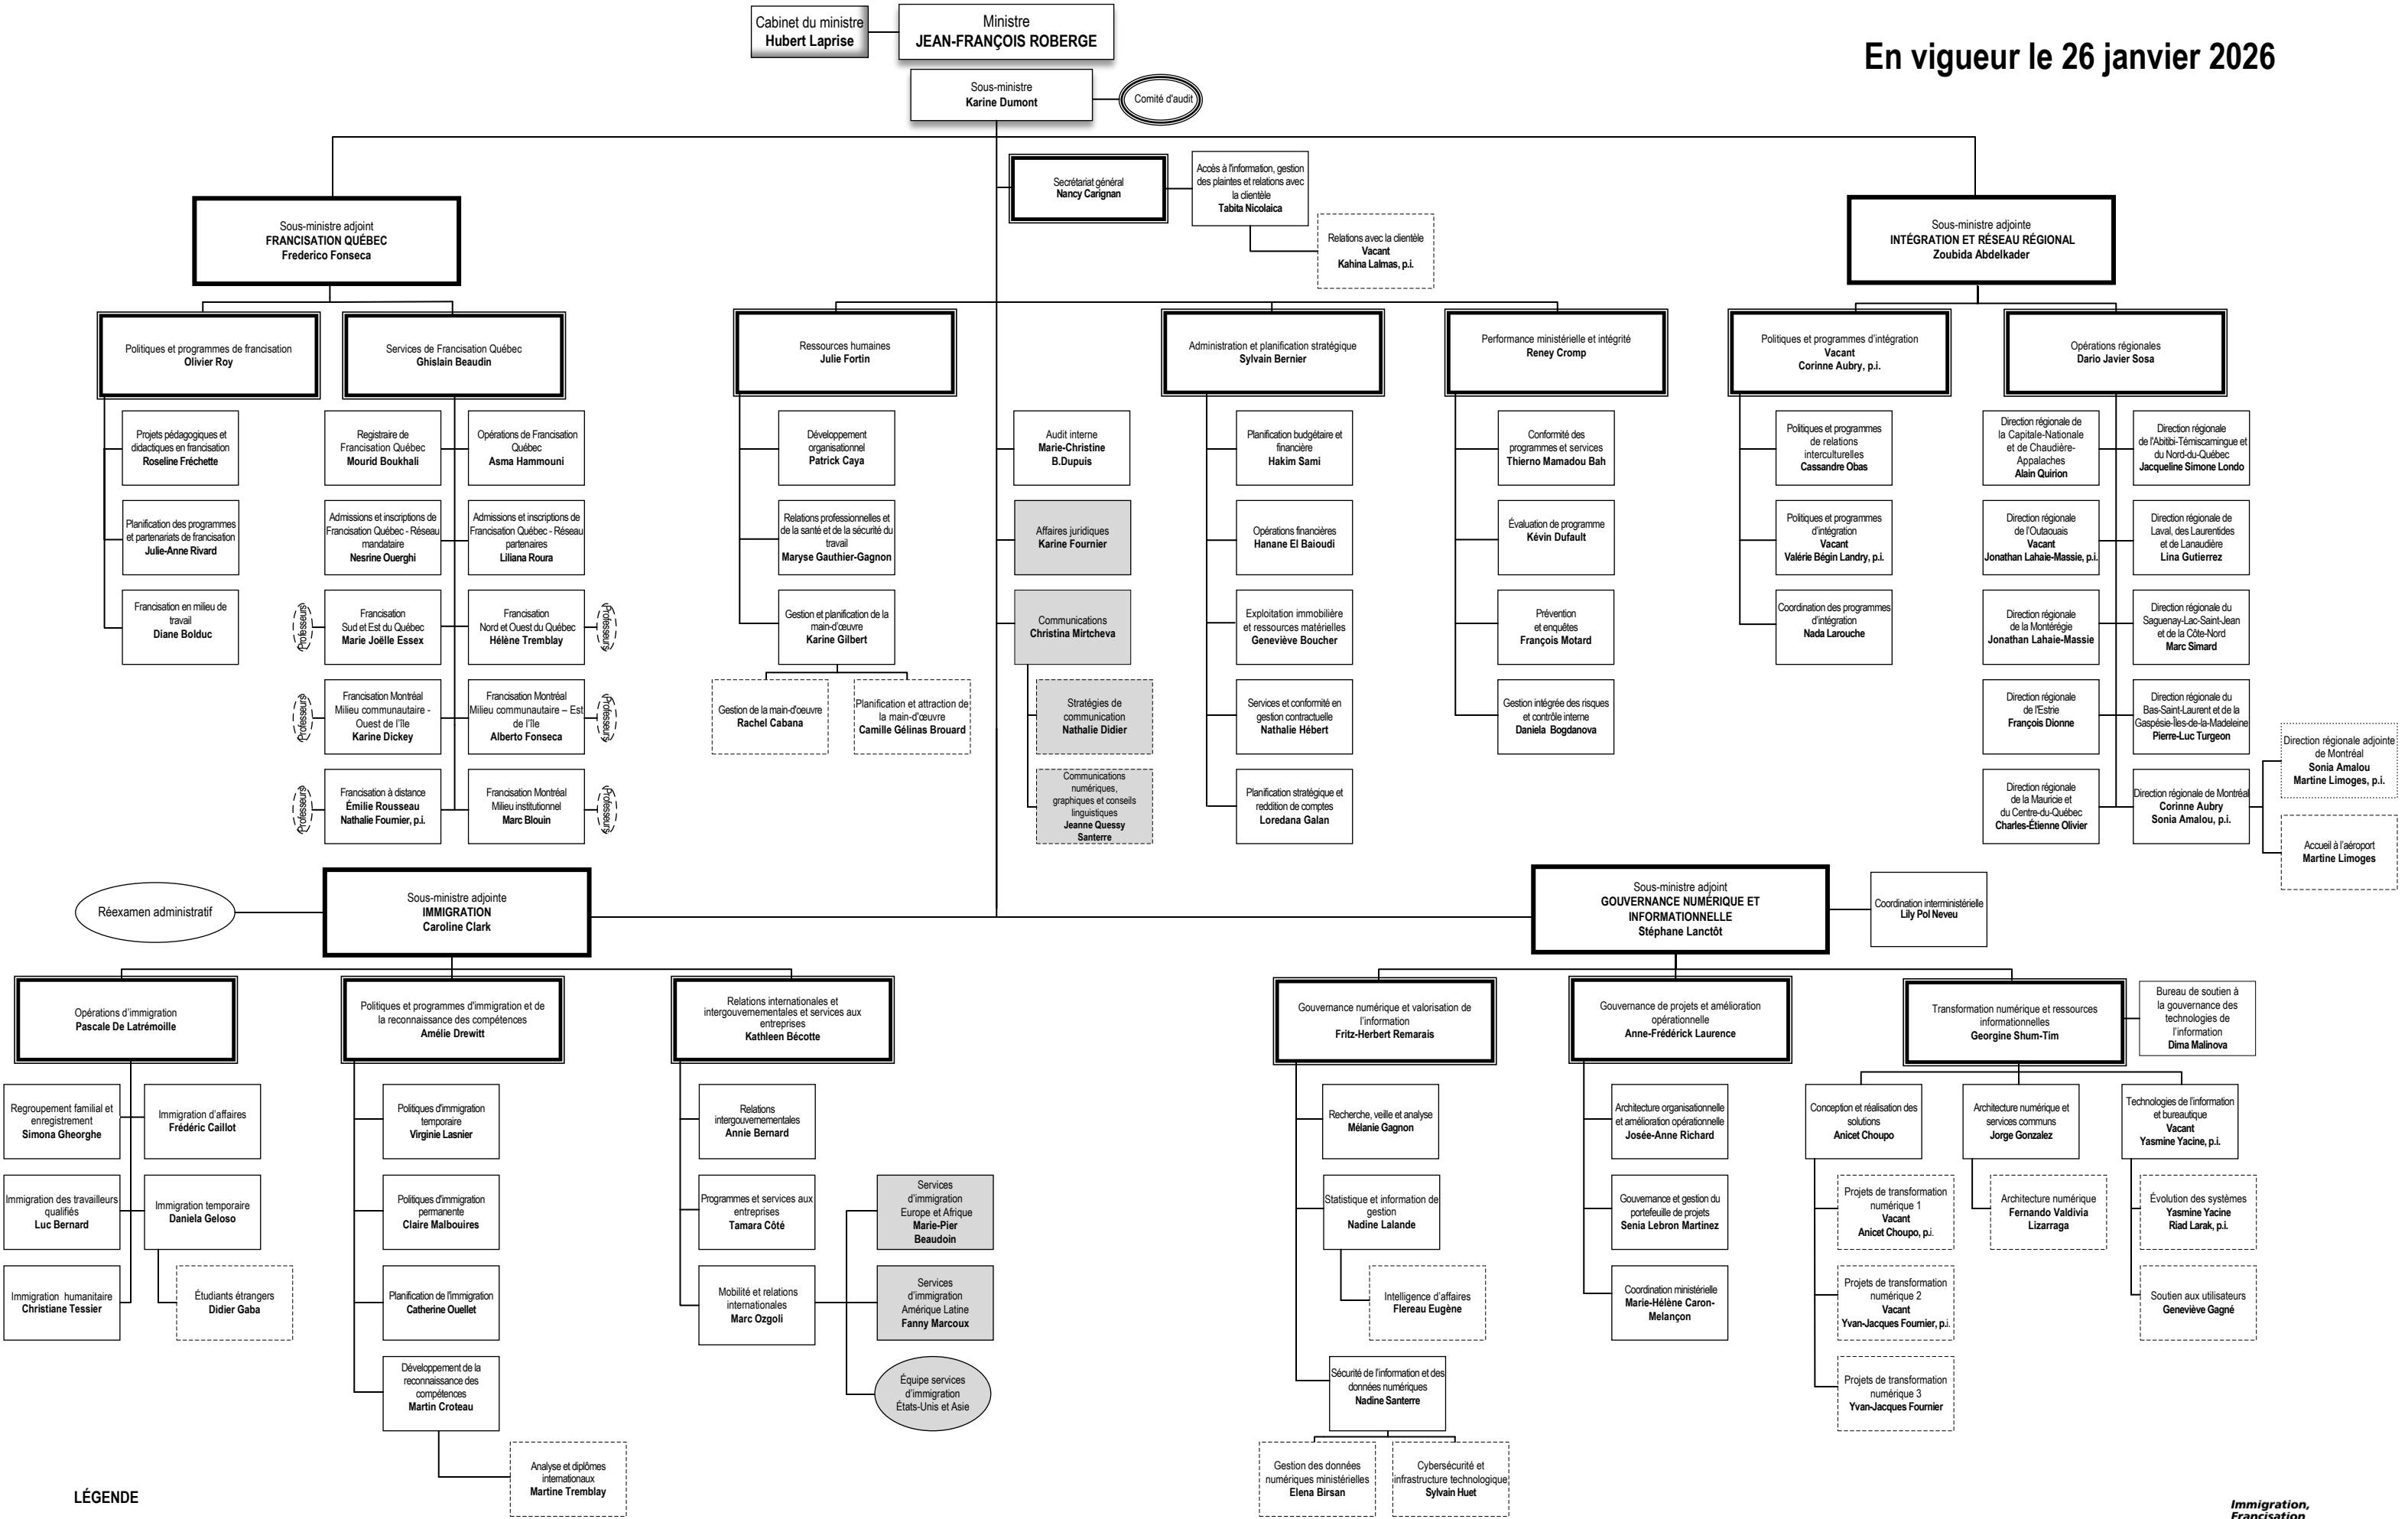 Cabinet du ministre
Hubert Laprise
Ministre
JEAN-FRANÇOIS ROBERGE
En vigueur le 26 janvier 2026
Sous-ministre
Karine Dumont
Comité d'audit
Secrétariat général
Nancy Carignan
Accès à l'information, gestion
des plaintes et relations avec
la clientèle
Tabita Nicolaica
Relations avec la clientèle
Vacant
Kahina Lalmas, p.i.
Sous-ministre adjoint
FRANCISATION QUÉBEC
Frederico Fonseca
Sous-ministre adjointe
INTÉGRATION ET RÉSEAU RÉGIONAL
Zoubida Abdelkader
Politiques et programmes de francisation
Olivier Roy
Services de Francisation Québec
Ghislain Beaudin
Ressources humaines
Julie Fortin
Administration et planification stratégique
Sylvain Bernier
Performance ministérielle et intégrité
Reney Cromp
Politiques et programmes d'intégration
Vacant
Corinne Aubry, p.i.
Opérations régionales
Dario Javier Sosa
Projets pédagogiques et
didactiques en francisation
Roseline Fréchette
Planification des programmes
et partenariats de francisation
Julie-Anne Rivard
Francisation en milieu de
travail
Diane Bolduc
Registraire de
Francisation Québec
Mourid Boukhali
Opérations de Francisation
Québec
Asma Hammouni
Admissions et inscriptions de
Francisation Québec - Réseau
mandataire
Nesrine Ouerghi
Admissions et inscriptions de
Francisation Québec - Réseau
partenaires
Liliana Roura
Professeurs
Francisation
Sud et Est du Québec
Marie Joëlle Essex
Francisation
Nord et Ouest du Québec
Hélène Tremblay
Professeurs
Professeurs
Francisation Montréal
Milieu communautaire -
Ouest de l'île
Karine Dickey
Francisation Montréal
Milieu communautaire – Est
de l'île
Alberto Fonseca
Professeurs
Professeurs
Francisation à distance
Émilie Rousseau
Nathalie Fournier, p.i.
Francisation Montréal
Milieu institutionnel
Marc Blouin
Professeurs
Développement
organisationnel
Patrick Caya
Relations professionnelles et
de la santé et de la sécurité du
travail
Maryse Gauthier-Gagnon
Gestion et planification de la
main-d'œuvre
Karine Gilbert
Gestion de la main-d'oeuvre
Rachel Cabana
Planification et attraction de
la main-d'œuvre
Camille Gélinas Brouard
Audit interne
Marie-Christine
B.Dupuis
Affaires juridiques
Karine Fournier
Communications
Christina Mirtcheva
Stratégies de
communication
Nathalie Didier
Communications
numériques,
graphiques et conseils
linguistiques
Jeanne Quessy
Santerre
Planification budgétaire et
financière
Hakim Sami
Opérations financières
Hanane El Baioudi
Exploitation immobilière
et ressources matérielles
Geneviève Boucher
Services et conformité en
gestion contractuelle
Nathalie Hébert
Planification stratégique et
reddition de comptes
Loredana Galan
Conformité des
programmes et services
Thierno Mamadou Bah
Évaluation de programme
Kévin Dufault
Prévention
et enquêtes
François Motard
Gestion intégrée des risques
et contrôle interne
Daniela Bogdanova
Politiques et programmes
de relations
interculturelles
Cassandre Obas
Politiques et programmes
d'intégration
Vacant
Valérie Bégin Landry, p.i.
Coordination des programmes
d'intégration
Nada Larouche
Direction régionale de
la Capitale-Nationale
et de Chaudière-
Appalaches
Alain Quirion
Direction régionale
de l'Abitibi-Témiscamingue et
du Nord-du-Québec
Jacqueline Simone Londo
Direction régionale
de l'Outaouais
Vacant
Jonathan Lahaie-Massie, p.i.
Direction régionale de
Laval, des Laurentides
et de Lanaudière
Lina Gutierrez
Direction régionale
de la Montérégie
Jonathan Lahaie-Massie
Direction régionale du
Saguenay-Lac-Saint-Jean
et de la Côte-Nord
Marc Simard
Direction régionale
de l'Estrie
François Dionne
Direction régionale du
Bas-Saint-Laurent et de la
Gaspésie-Îles-de-la-Madeleine
Pierre-Luc Turgeon
Direction régionale
de la Mauricie et
du Centre-du-Québec
Charles-Étienne Olivier
Direction régionale de Montréal
Corinne Aubry
Sonia Amalou, p.i.
Direction régionale adjointe
de Montréal
Sonia Amalou
Martine Limoges, p.i.
Accueil à l'aéroport
Martine Limoges
Réexamen administratif
Sous-ministre adjointe
IMMIGRATION
Caroline Clark
Sous-ministre adjoint
GOUVERNANCE NUMÉRIQUE ET
INFORMATIONNELLE
Stéphane Lanctôt
Coordination interministérielle
Lily Pol Neveu
Opérations d'immigration
Pascale De Latrémoille
Politiques et programmes d'immigration et de
la reconnaissance des compétences
Amélie Drewitt
Relations internationales et
intergouvernementales et services aux
entreprises
Kathleen Bécotte
Gouvernance numérique et valorisation de
l'information
Fritz-Herbert Remarais
Gouvernance de projets et amélioration
opérationnelle
Anne-Frédérick Laurence
Transformation numérique et ressources
informationnelles
Georgine Shum-Tim
Bureau de soutien à
la gouvernance des
technologies de
l'information
Dima Malinova
Regroupement familial et
enregistrement
Simona Gheorghe
Immigration d'affaires
Frédéric Caillot
Immigration des travailleurs
qualifiés
Luc Bernard
Immigration temporaire
Daniela Geloso
Immigration humanitaire
Christiane Tessier
Étudiants étrangers
Didier Gaba
Politiques d'immigration
temporaire
Virginie Lasnier
Politiques d'immigration
permanente
Claire Malbouires
Planification de l'immigration
Catherine Ouellet
Développement de la
reconnaissance des
compétences
Martin Croteau
Analyse et diplômes
internationaux
Martine Tremblay
Relations
intergouvernementales
Annie Bernard
Programmes et services aux
entreprises
Tamara Côté
Mobilité et relations
internationales
Marc Ozgoli
Services
d'immigration
Europe et Afrique
Marie-Pier
Beaudoin
Services
d'immigration
Amérique Latine
Fanny Marcoux
Équipe services
d'immigration
États-Unis et Asie
Recherche, veille et analyse
Mélanie Gagnon
Statistique et information de
gestion
Nadine Lalande
Intelligence d'affaires
Flereau Eugène
Sécurité de l'information et des
données numériques
Nadine Santerre
Gestion des données
numériques ministérielles
Elena Birsan
Cybersécurité et
infrastructure technologique
Sylvain Huet
Architecture organisationnelle
et amélioration opérationnelle
Josée-Anne Richard
Gouvernance et gestion du
portefeuille de projets
Senia Lebron Martinez
Coordination ministérielle
Marie-Hélène Caron-
Melançon
Conception et réalisation des
solutions
Anicet Choupo
Architecture numérique et
services communs
Jorge Gonzalez
Technologies de l'information
et bureautique
Vacant
Yasmine Yacine, p.i.
Projets de transformation
numérique 1
Vacant
Anicet Choupo, p.i.
Architecture numérique
Fernando Valdivia
Lizarraga
Évolution des systèmes
Yasmine Yacine
Riad Larak, p.i.
Projets de transformation
numérique 2
Vacant
Yvan-Jacques Fournier, p.i.
Soutien aux utilisateurs
Geneviève Gagné
Projets de transformation
numérique 3
Yvan-Jacques Fournier
LÉGENDE
Immigration,
Francisation